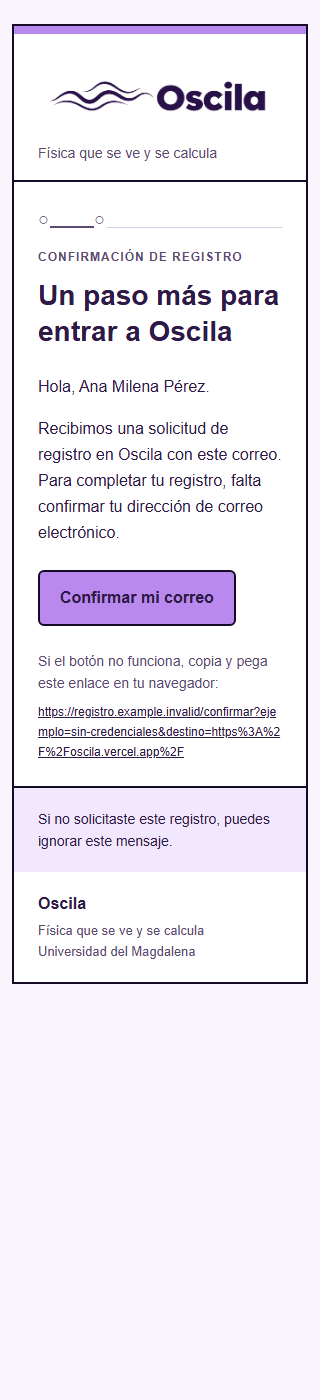 Oscila
Física que se ve y se calcula
CONFIRMACIÓN DE REGISTRO
Un paso más para
entrar a Oscila
Hola, Ana Milena Pérez.
Recibimos una solicitud de
registro en Oscila con este correo.
Para completar tu registro, falta
confirmar tu dirección de correo
electrónico.
Confirmar mi correo
Si el botón no funciona, copia y pega
este enlace en tu navegador:
https://registro.example.invalid/confirmar?eje
mplo=sin-credenciales&destino=https%3A%2
F%2Foscila.vercel.app%2F
Si no solicitaste este registro, puedes
ignorar este mensaje.
Oscila
Física que se ve y se calcula
Universidad del Magdalena